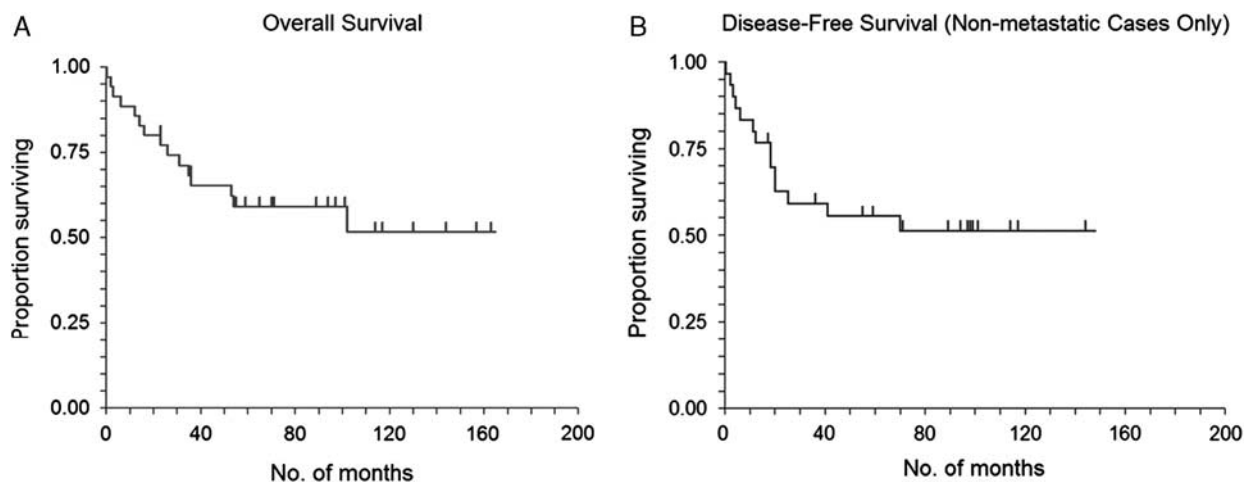 A
Overall Survival
Proportion surviving
1.00
0.75
0.50
0.25
0.00
0 40 80 120 160 200
No. of months
B
Disease-Free Survival (Non-metastatic Cases Only)
Proportion surviving
1.00
0.75
0.50
0.25
0.00
0 40 80 120 160 200
No. of months